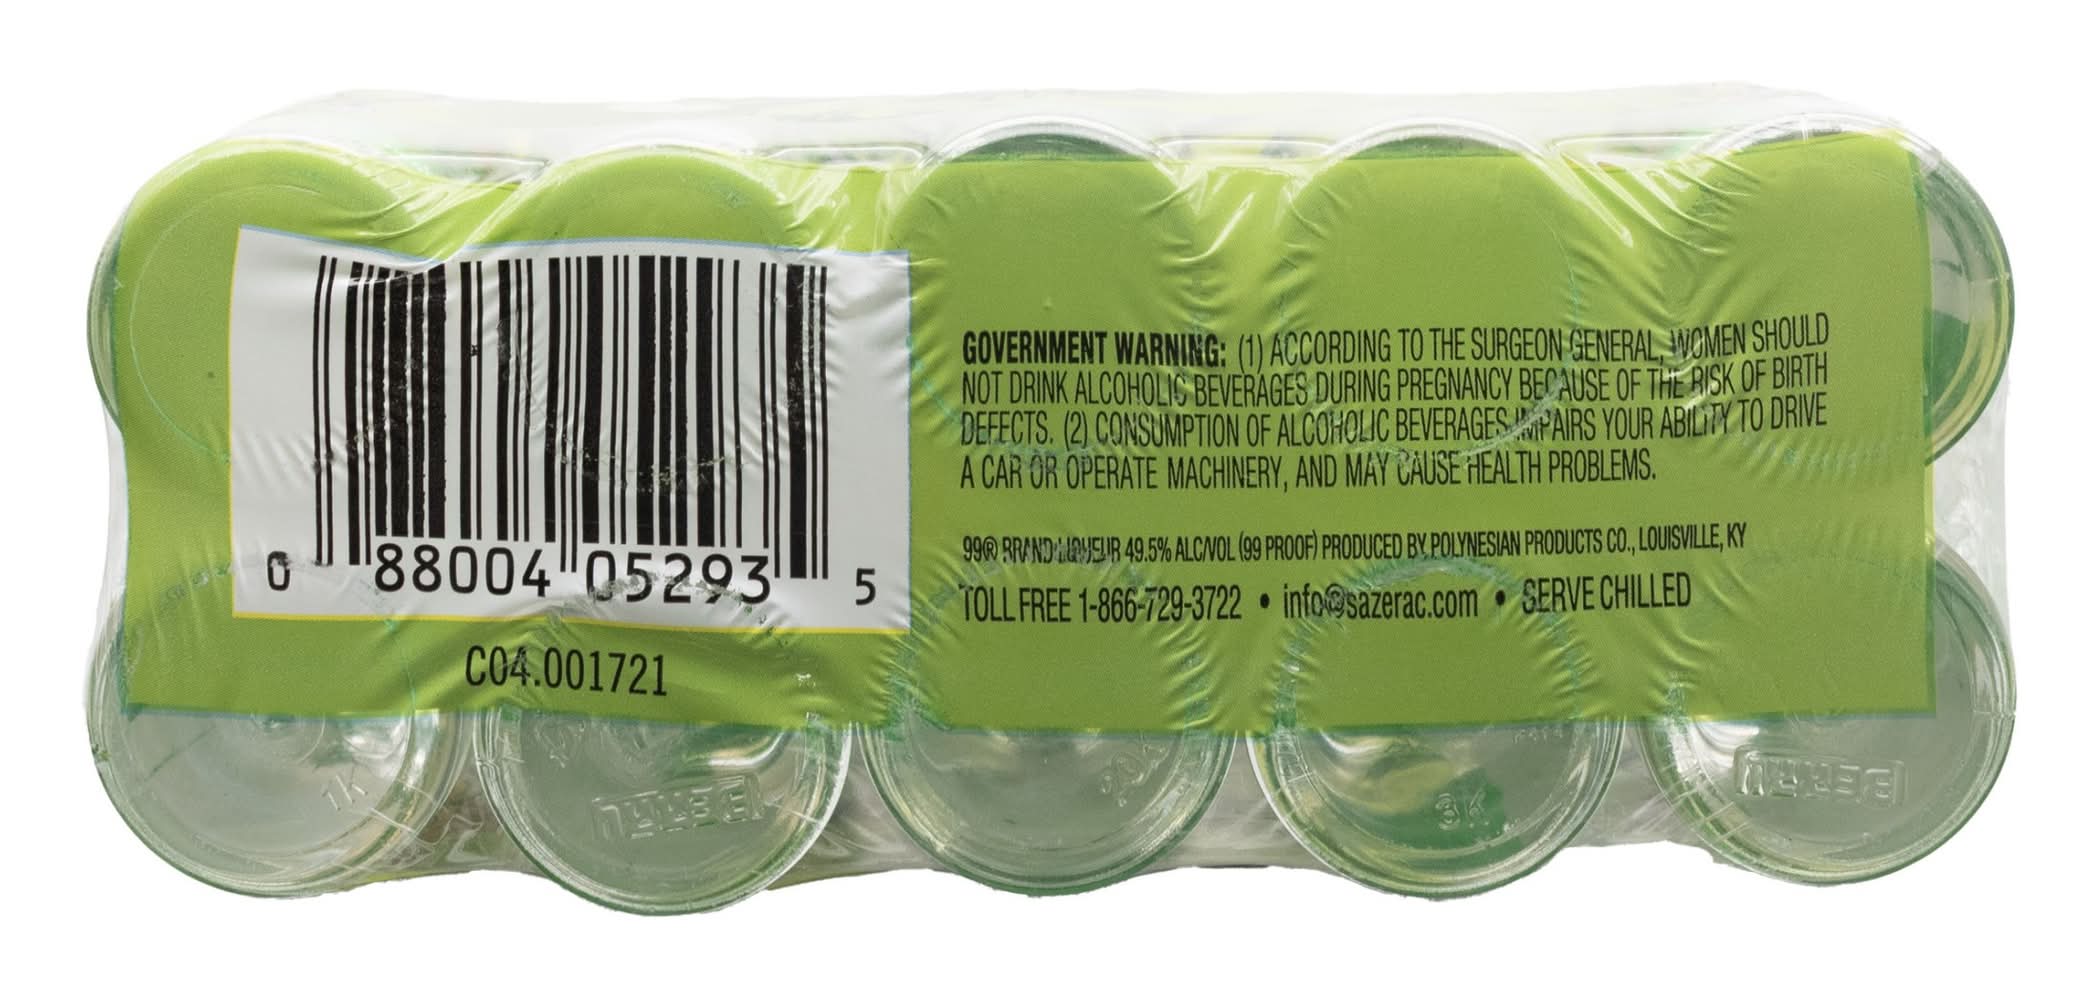 0 88004 05293 5
C04.001721
GOVERNMENT WARNING: (1) ACCORDING TO THE SURGEON GENERAL, WOMEN SHOULD
NOT DRINK ALCOHOLIC BEVERAGES DURING PREGNANCY BECAUSE OF THE RISK OF BIRTH
DEFECTS. (2) CONSUMPTION OF ALCOHOLIC BEVERAGES IMPAIRS YOUR ABILITY TO DRIVE
A CAR OR OPERATE MACHINERY, AND MAY CAUSE HEALTH PROBLEMS.
99® BRAND LIQUEUR 49.5% ALC/VOL (99 PROOF) PRODUCED BY POLYNESIAN PRODUCTS CO., LOUISVILLE, KY
TOLL FREE 1-866-729-3722 • info@sazerac.com • SERVE CHILLED
1K
3K